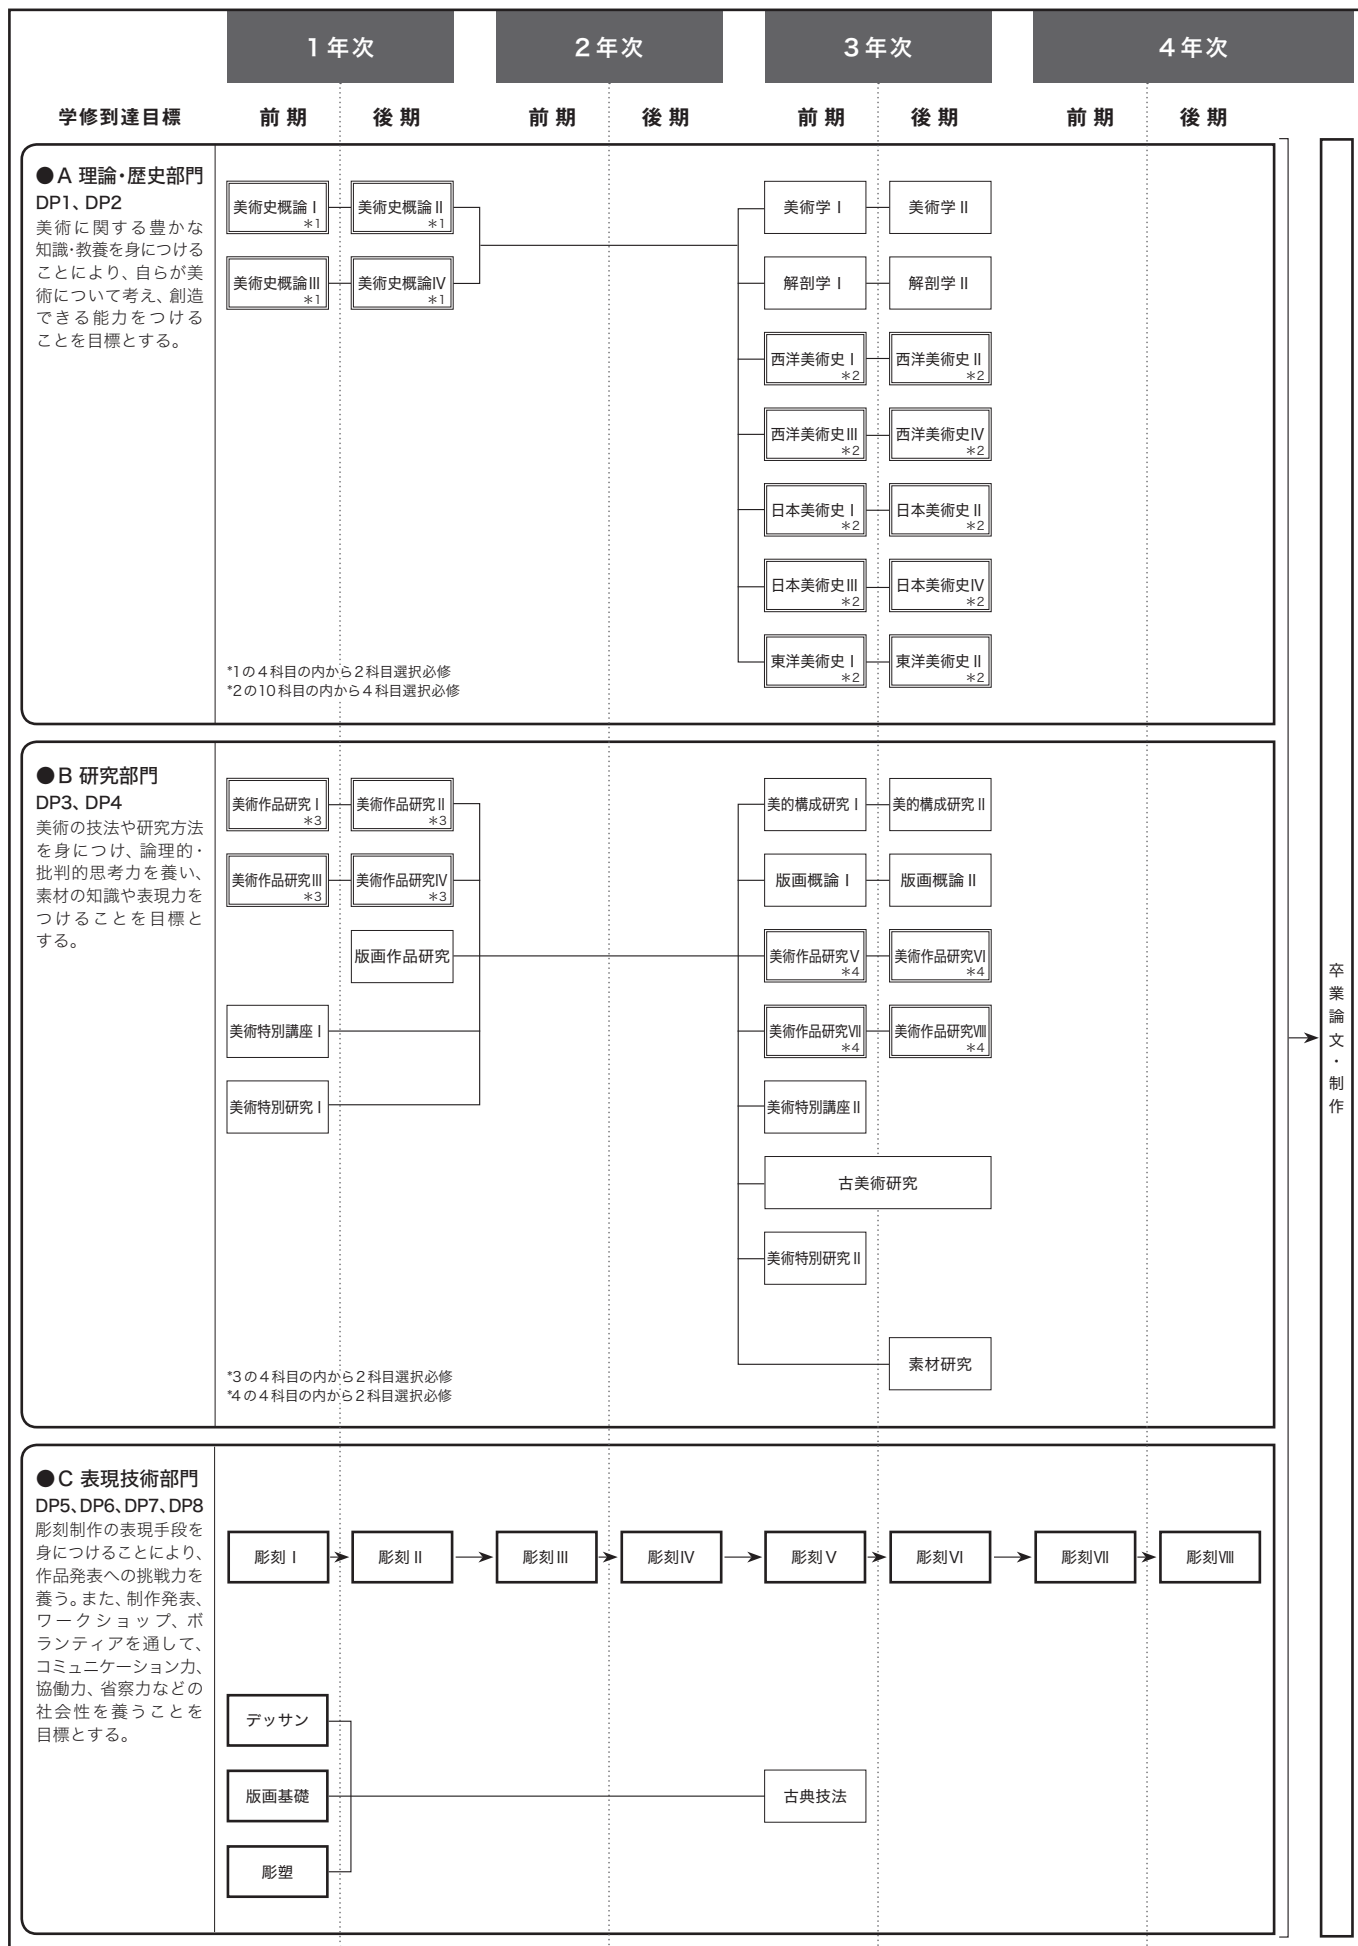 1年次
2年次
3年次
4年次
学修到達目標
前期
後期
前期
後期
前期
後期
前期
後期
●A 理論・歴史部門
DP1、DP2
美術に関する豊かな
知識・教養を身につける
ことにより、自らが美
術について考え、創造
できる能力をつける
ことを目標とする。
美術史概論Ⅰ
*1
美術史概論Ⅱ
*1
美術史概論Ⅲ
*1
美術史概論Ⅳ
*1
美術学Ⅰ
美術学Ⅱ
解剖学Ⅰ
解剖学Ⅱ
西洋美術史Ⅰ
*2
西洋美術史Ⅱ
*2
西洋美術史Ⅲ
*2
西洋美術史Ⅳ
*2
日本美術史Ⅰ
*2
日本美術史Ⅱ
*2
日本美術史Ⅲ
*2
日本美術史Ⅳ
*2
東洋美術史Ⅰ
*2
東洋美術史Ⅱ
*2
*1の4科目の内から2科目選択必修
*2の10科目の内から4科目選択必修
●B 研究部門
DP3、DP4
美術の技法や研究方法
を身につけ、論理的・
批判的思考力を養い、
素材の知識や表現力を
つけることを目標と
する。
美術作品研究Ⅰ
*3
美術作品研究Ⅱ
*3
美術作品研究Ⅲ
*3
美術作品研究Ⅳ
*3
版画作品研究
美術特別講座Ⅰ
美術特別研究Ⅰ
美的構成研究Ⅰ
美的構成研究Ⅱ
版画概論Ⅰ
版画概論Ⅱ
美術作品研究Ⅴ
*4
美術作品研究Ⅵ
*4
美術作品研究Ⅶ
*4
美術作品研究Ⅷ
*4
美術特別講座Ⅱ
古美術研究
美術特別研究Ⅱ
素材研究
*3の4科目の内から2科目選択必修
*4の4科目の内から2科目選択必修
●C 表現技術部門
DP5、DP6、DP7、DP8
彫刻制作の表現手段を
身につけることにより、
作品発表への挑戦力を
養う。また、制作発表、
ワークショップ、ボ
ランティアを通して、
コミュニケーション力、
協働力、省察力などの
社会性を養うことを
目標とする。
彫刻Ⅰ
彫刻Ⅱ
彫刻Ⅲ
彫刻Ⅳ
彫刻Ⅴ
彫刻Ⅵ
彫刻Ⅶ
彫刻Ⅷ
デッサン
版画基礎
彫塑
古典技法
卒業論文・制作